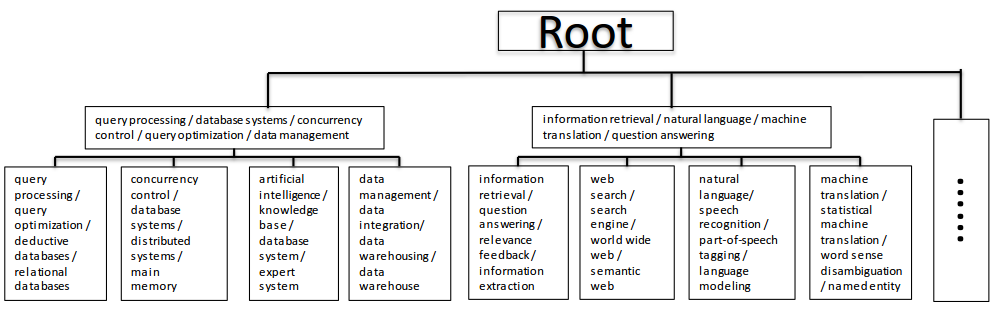 Root
query processing / database systems / concurrency
control / query optimization / data management
information retrieval / natural language / machine
translation / question answering
query
processing /
query
optimization /
deductive
databases /
relational
databases
concurrency
control /
database
systems /
distributed
systems /
main
memory
artificial
intelligence /
knowledge
base /
database
system /
expert
system
data
management /
data
integration /
data
warehousing /
data
warehouse
information
retrieval /
question
answering /
relevance
feedback /
information
extraction
web
search /
search
engine /
world wide
web /
semantic
web
natural
language/
speech
recognition /
part-of-speech
tagging /
language
modeling
machine
translation /
statistical
machine
translation /
word sense
disambiguation
/ named entity